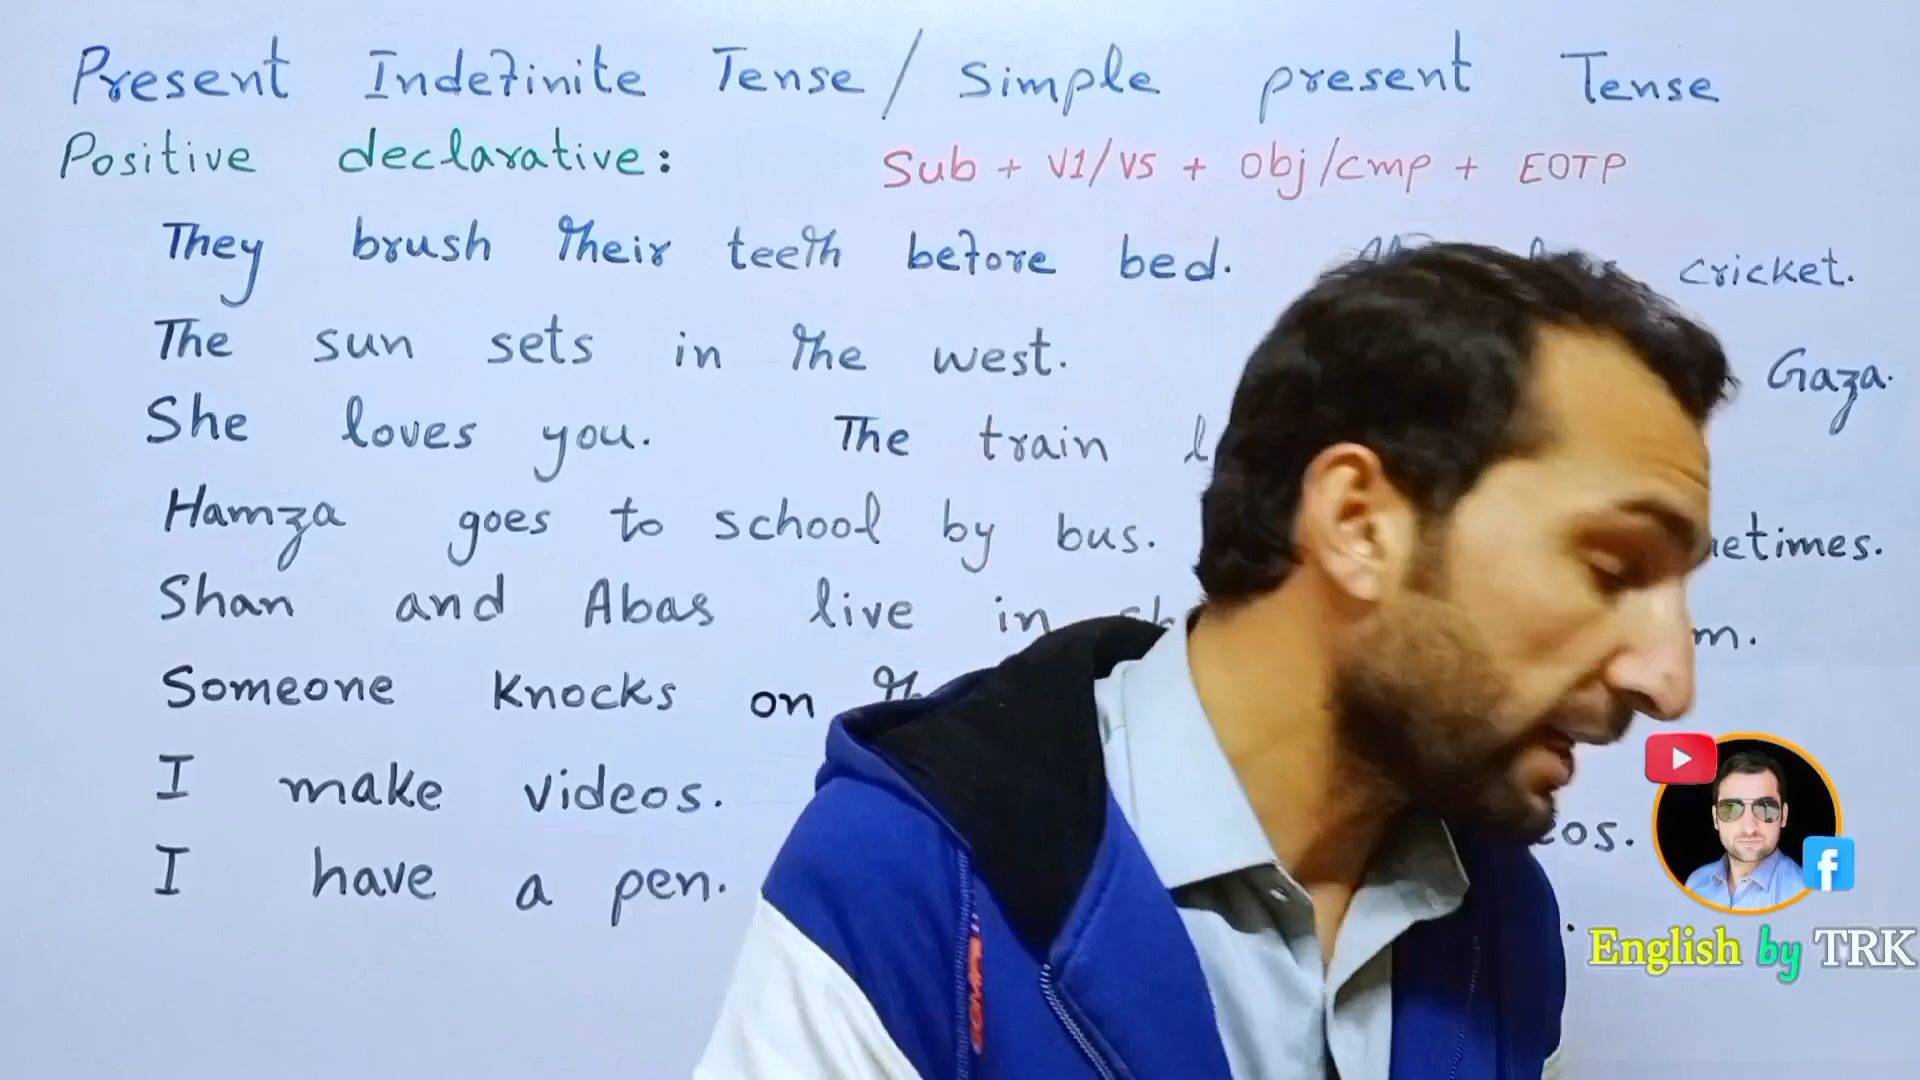 Present Indefinite Tense / Simple present Tense
Positive declarative: Sub + V1/V5 + Obj/cmp + EOTP
They brush their teeth before bed. cricket.
The sun sets in the west. Gaza.
She loves you. The train
Hamza goes to school by bus.
Shan and Abas live in
Someone knocks on
I make videos.
I have a pen.
English by TRK